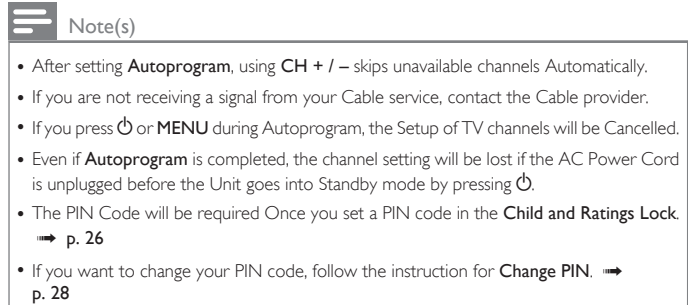 Note(s)
• After setting Autoprogram, using CH + / – skips unavailable channels Automatically.
• If you are not receiving a signal from your Cable service, contact the Cable provider.
• If you press ⏻ or MENU during Autoprogram, the Setup of TV channels will be Cancelled.
• Even if Autoprogram is completed, the channel setting will be lost if the AC Power Cord
is unplugged before the Unit goes into Standby mode by pressing ⏻.
• The PIN Code will be required Once you set a PIN code in the Child and Ratings Lock.
➟ p. 26
• If you want to change your PIN code, follow the instruction for Change PIN. ➟
p. 28